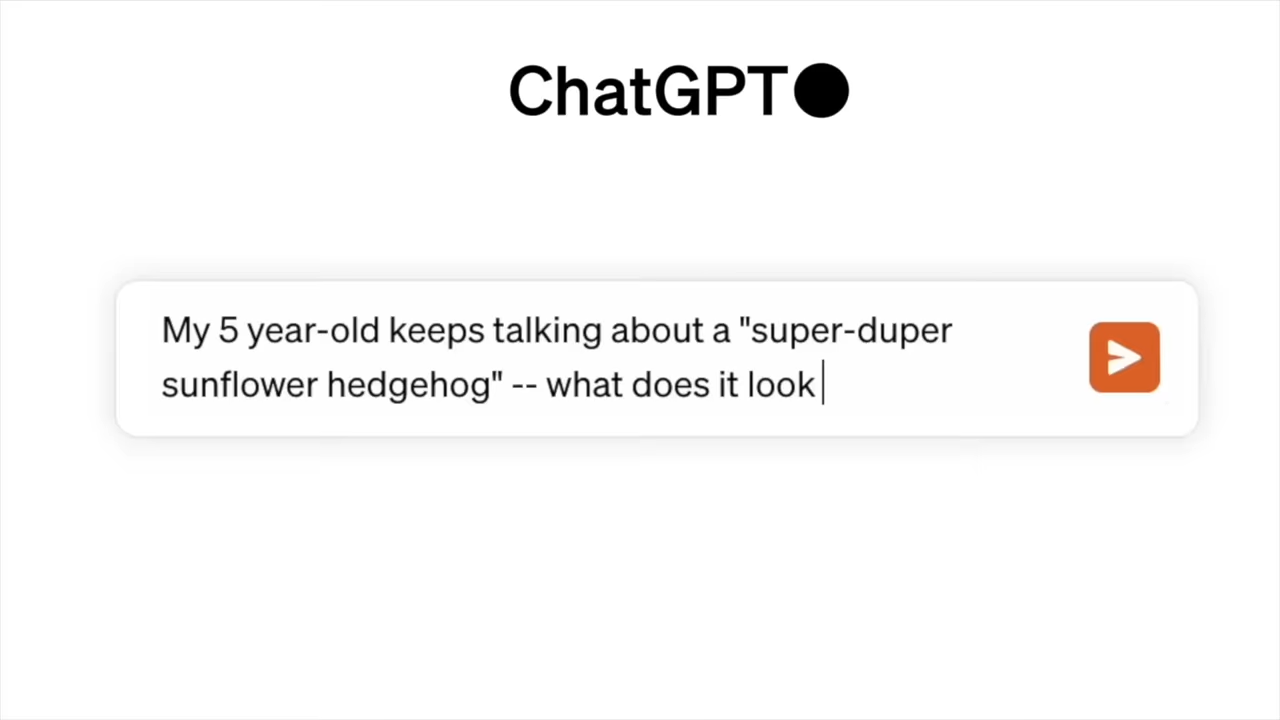 ChatGPT
My 5 year-old keeps talking about a "super-duper
sunflower hedgehog" -- what does it look